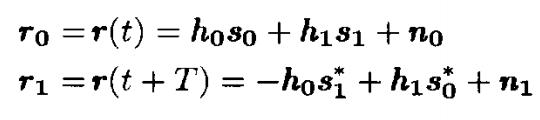 r₀ = r(t) = h₀s₀ + h₁s₁ + n₀
r₁ = r(t + T) = −h₀s₁* + h₁s₀* + n₁